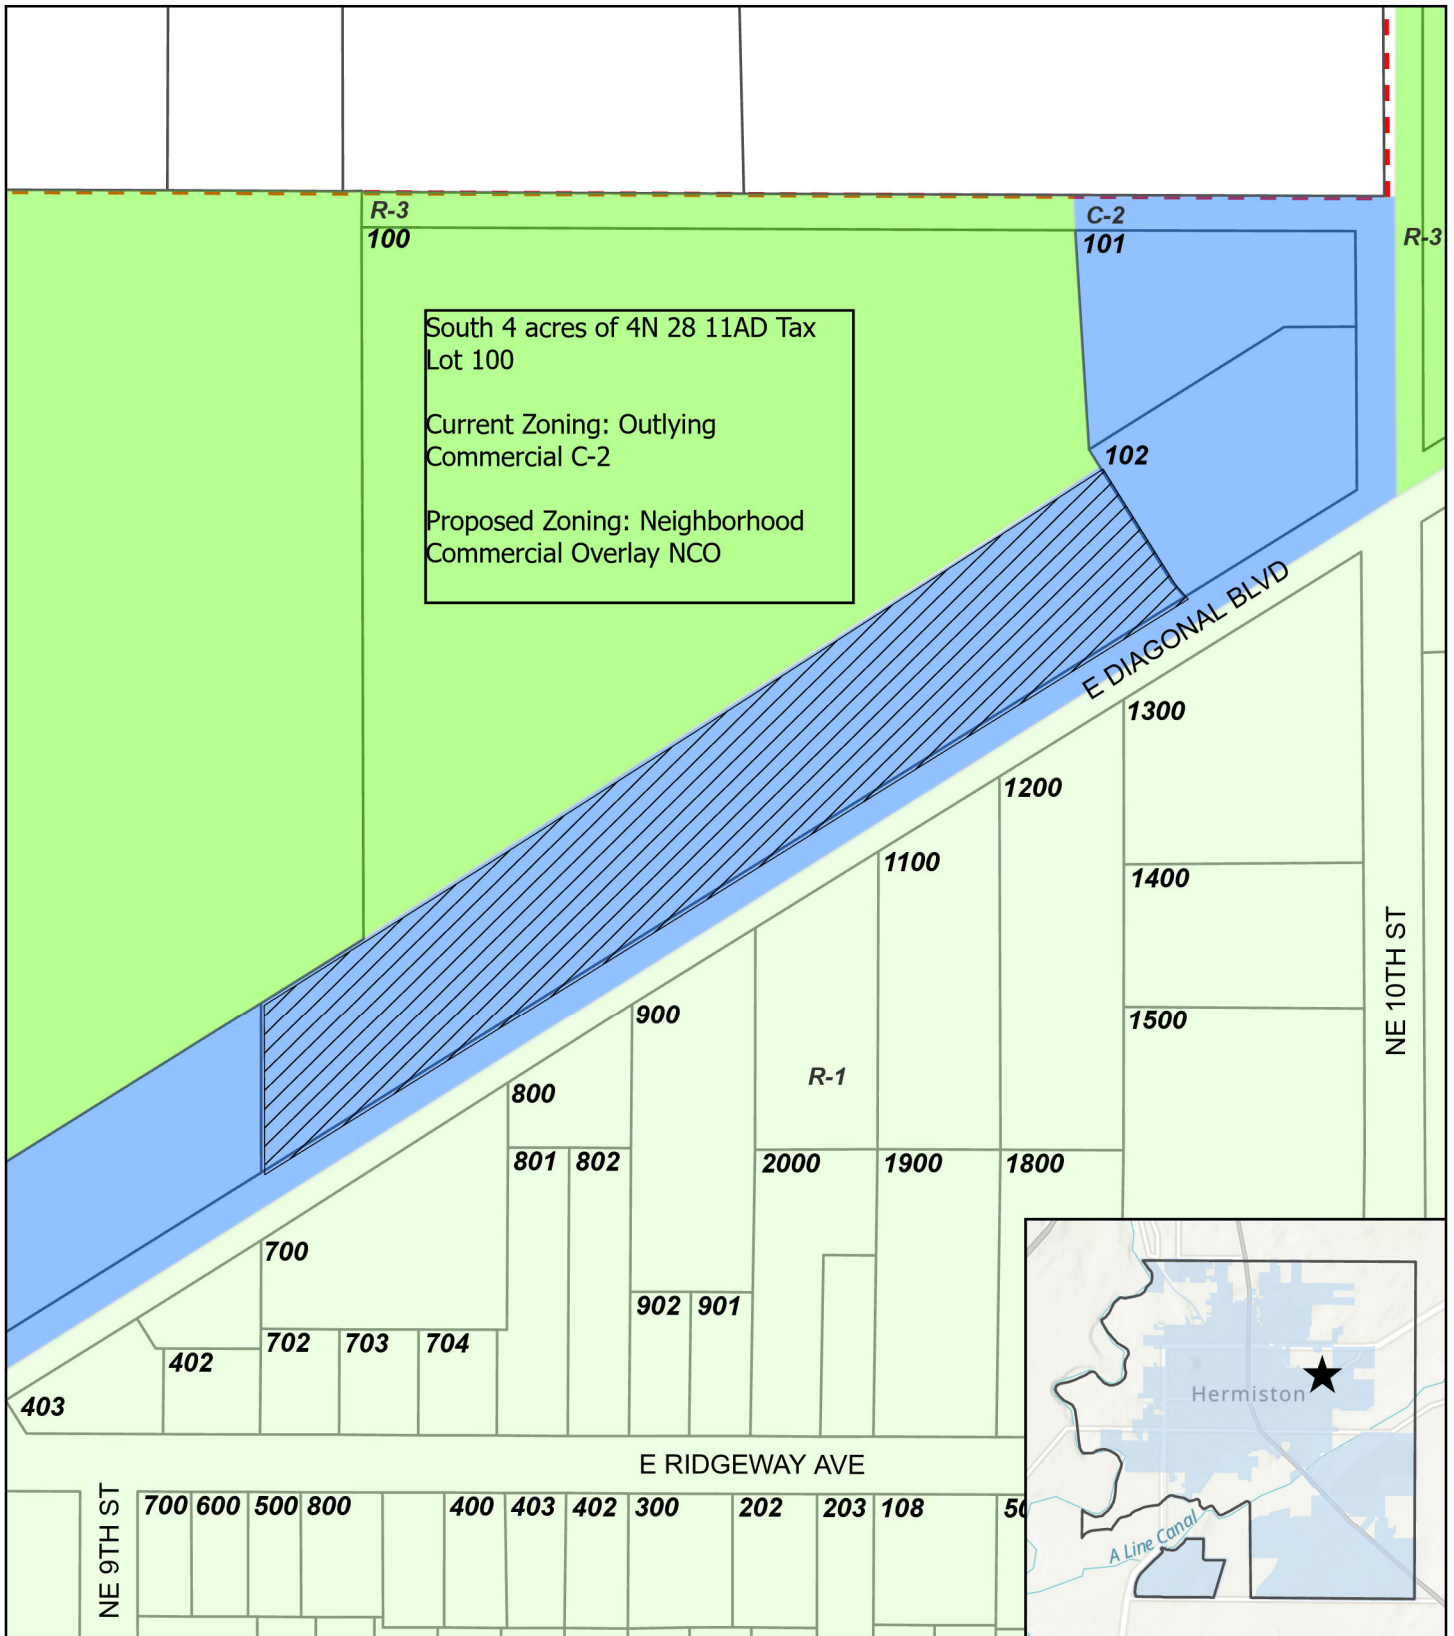 R-3
C-2
100
101
R-3
South 4 acres of 4N 28 11AD Tax
Lot 100
Current Zoning: Outlying
Commercial C-2
Proposed Zoning: Neighborhood
Commercial Overlay NCO
102
E DIAGONAL BLVD
1300
1200
1100
1400
NE 10TH ST
900
1500
R-1
800
801
802
2000
1900
1800
700
902
901
702
703
704
402
403
Hermiston
E RIDGEWAY AVE
NE 9TH ST
700
600
500
800
400
403
402
300
202
203
108
A Line Canal